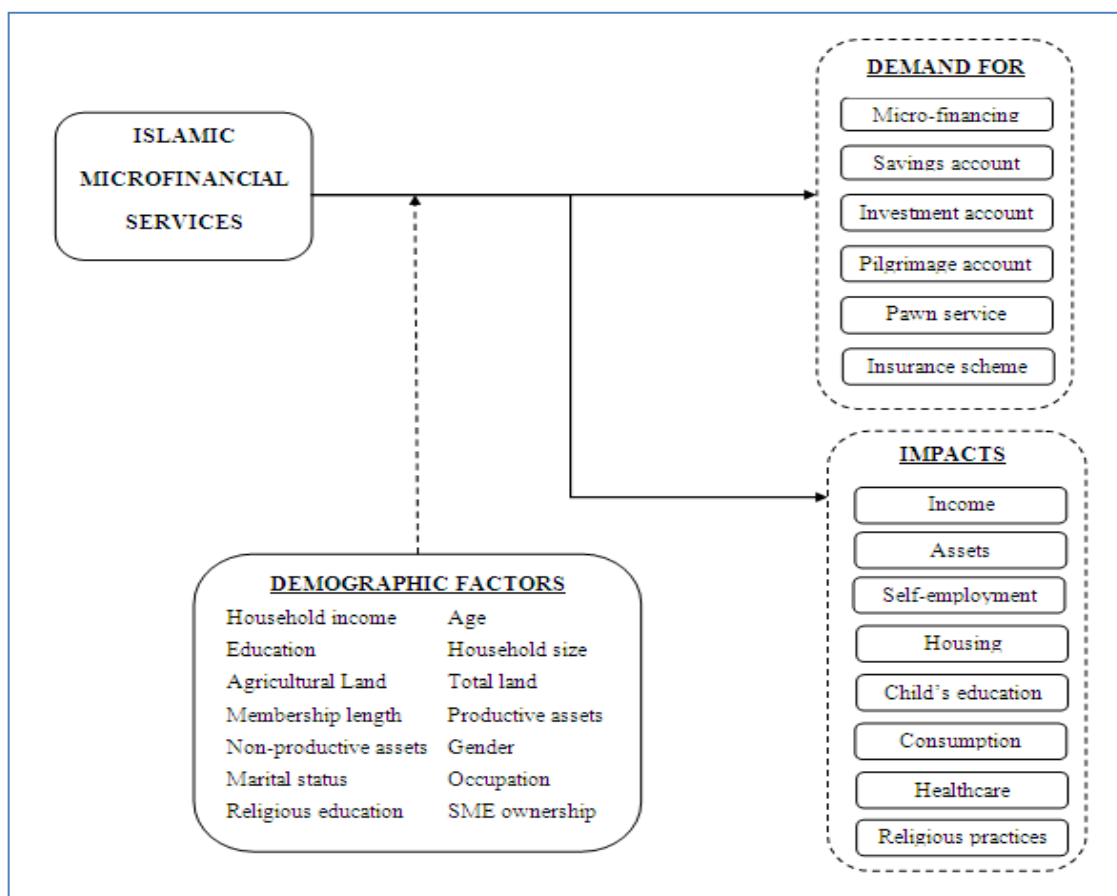 ISLAMIC
MICROFINANCIAL
SERVICES
DEMAND FOR
Micro-financing
Savings account
Investment account
Pilgrimage account
Pawn service
Insurance scheme
IMPACTS
Income
Assets
Self-employment
Housing
Child's education
Consumption
Healthcare
Religious practices
DEMOGRAPHIC FACTORS
Household income Age
Education Household size
Agricultural Land Total land
Membership length Productive assets
Non-productive assets Gender
Marital status Occupation
Religious education SME ownership